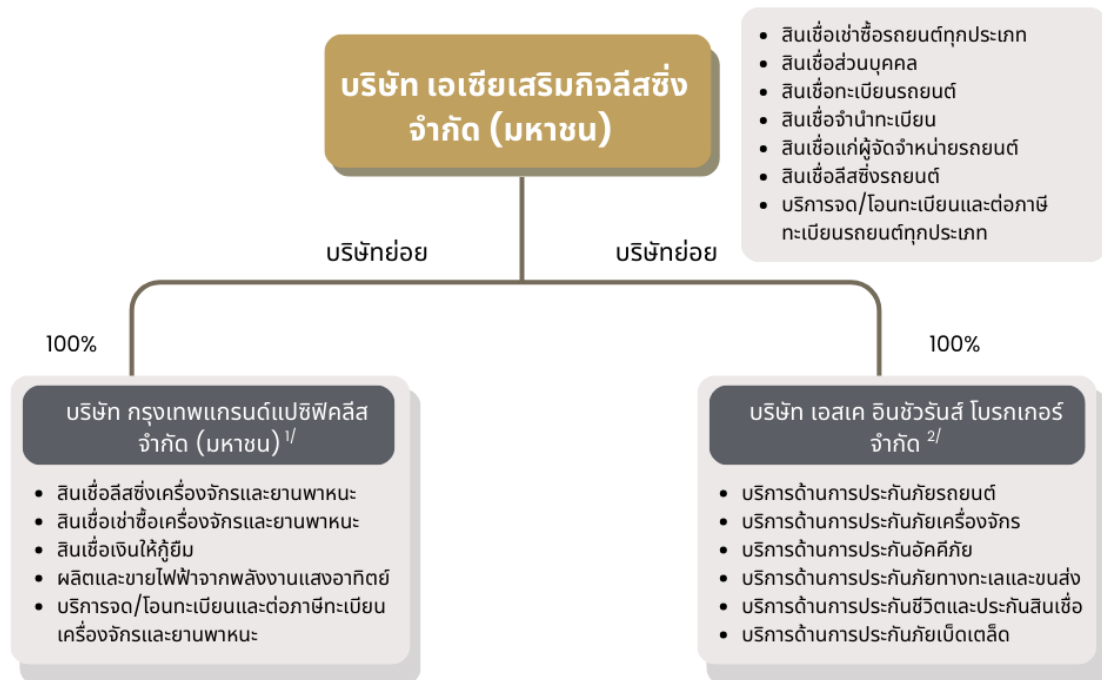 บริษัท เอเซียเสริมกิจลีสซิ่ง
จำกัด (มหาชน)
• สินเชื่อเช่าซื้อรถยนต์ทุกประเภท
• สินเชื่อส่วนบุคคล
• สินเชื่อทะเบียนรถยนต์
• สินเชื่อจำนำทะเบียน
• สินเชื่อแก่ผู้จัดจำหน่ายรถยนต์
• สินเชื่อลีสซิ่งรถยนต์
• บริการจด/โอนทะเบียนและต่อภาษี
ทะเบียนรถยนต์ทุกประเภท
บริษัทย่อย
บริษัทย่อย
100%
100%
บริษัท กรุงเทพแกรนด์แปซิฟิคลีส
จำกัด (มหาชน) 1/
• สินเชื่อลีสซิ่งเครื่องจักรและยานพาหนะ
• สินเชื่อเช่าซื้อเครื่องจักรและยานพาหนะ
• สินเชื่อเงินให้กู้ยืม
• ผลิตและขายไฟฟ้าจากพลังงานแสงอาทิตย์
• บริการจด/โอนทะเบียนและต่อภาษีทะเบียน
เครื่องจักรและยานพาหนะ
บริษัท เอสเค อินชัวรันส์ โบรกเกอร์
จำกัด 2/
• บริการด้านการประกันภัยรถยนต์
• บริการด้านการประกันภัยเครื่องจักร
• บริการด้านการประกันอัคคีภัย
• บริการด้านการประกันภัยทางทะเลและขนส่ง
• บริการด้านการประกันชีวิตและประกันสินเชื่อ
• บริการด้านการประกันภัยเบ็ดเตล็ด